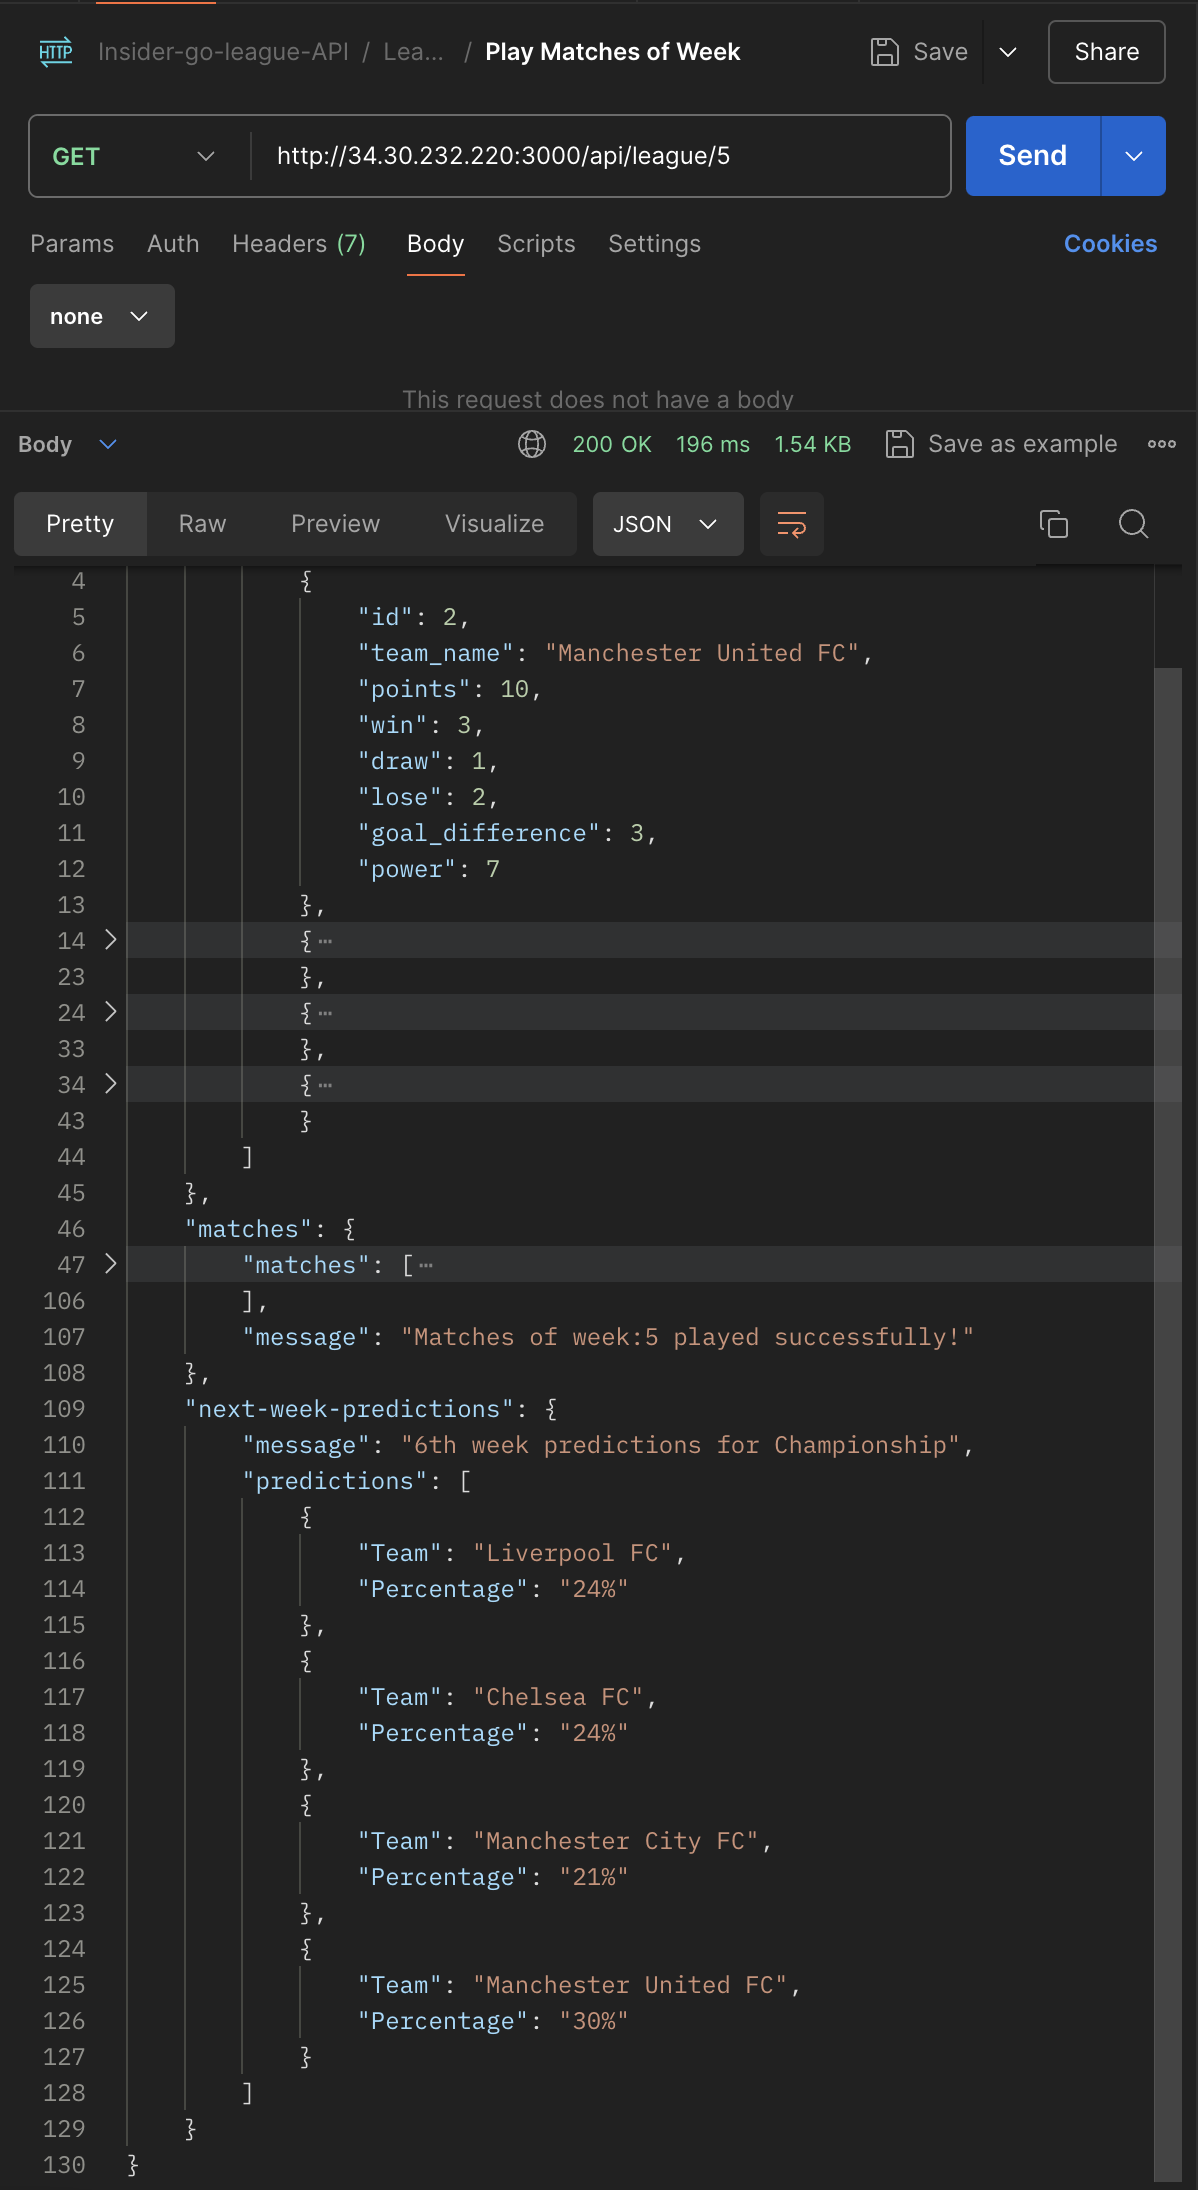 HTTP Insider-go-league-API / Lea... / Play Matches of Week Save Share
GET http://34.30.232.220:3000/api/league/5 Send
Params Auth Headers (7) Body Scripts Settings Cookies
none
This request does not have a body
Body 200 OK 196 ms 1.54 KB Save as example
Pretty Raw Preview Visualize JSON
4 {
5 "id": 2,
6 "team_name": "Manchester United FC",
7 "points": 10,
8 "win": 3,
9 "draw": 1,
10 "lose": 2,
11 "goal_difference": 3,
12 "power": 7
13 },
14 { ⋯
23 },
24 { ⋯
33 },
34 { ⋯
43 }
44 ]
45 },
46 "matches": {
47 "matches": [ ⋯
106 ],
107 "message": "Matches of week:5 played successfully!"
108 },
109 "next-week-predictions": {
110 "message": "6th week predictions for Championship",
111 "predictions": [
112 {
113 "Team": "Liverpool FC",
114 "Percentage": "24%"
115 },
116 {
117 "Team": "Chelsea FC",
118 "Percentage": "24%"
119 },
120 {
121 "Team": "Manchester City FC",
122 "Percentage": "21%"
123 },
124 {
125 "Team": "Manchester United FC",
126 "Percentage": "30%"
127 }
128 ]
129 }
130 }